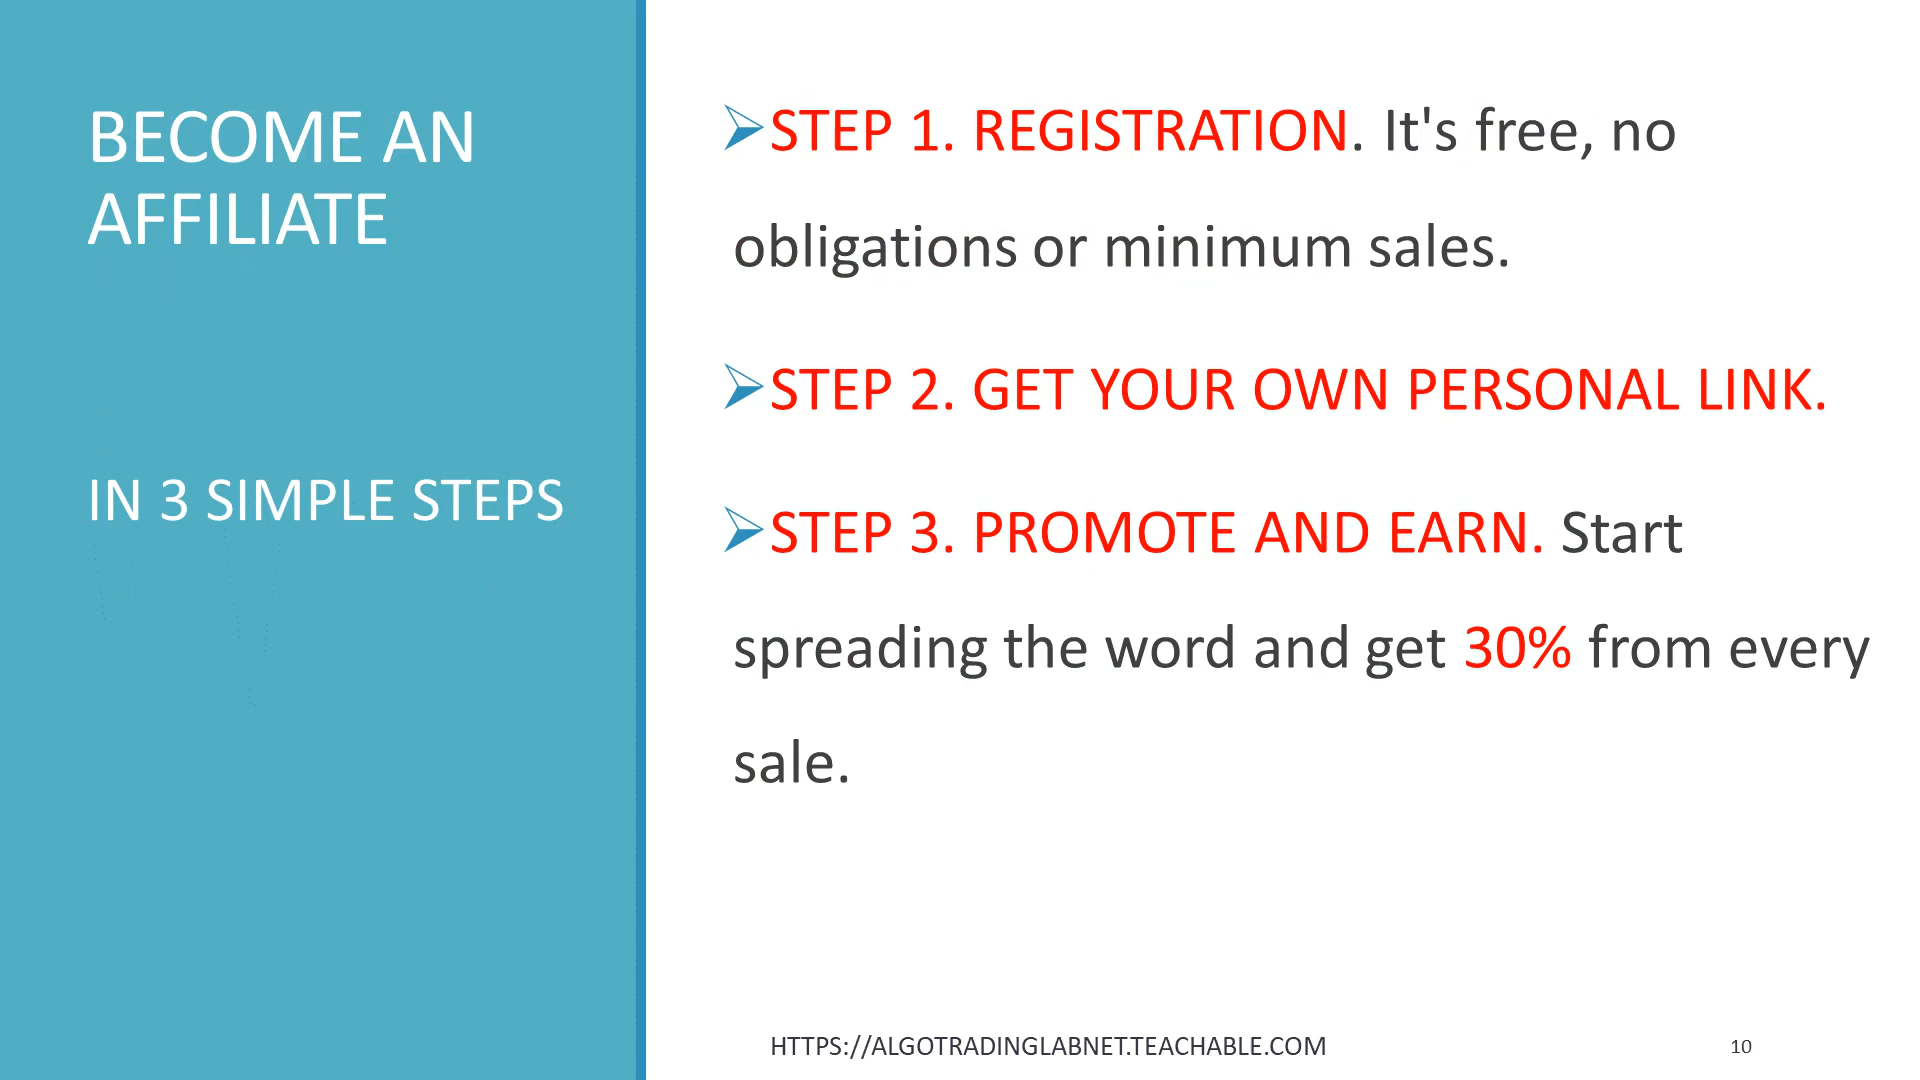 BECOME AN
AFFILIATE
IN 3 SIMPLE STEPS
STEP 1. REGISTRATION. It's free, no
obligations or minimum sales.
STEP 2. GET YOUR OWN PERSONAL LINK.
STEP 3. PROMOTE AND EARN. Start
spreading the word and get 30% from every
sale.
HTTPS://ALGOTRADINGLABNET.TEACHABLE.COM
10